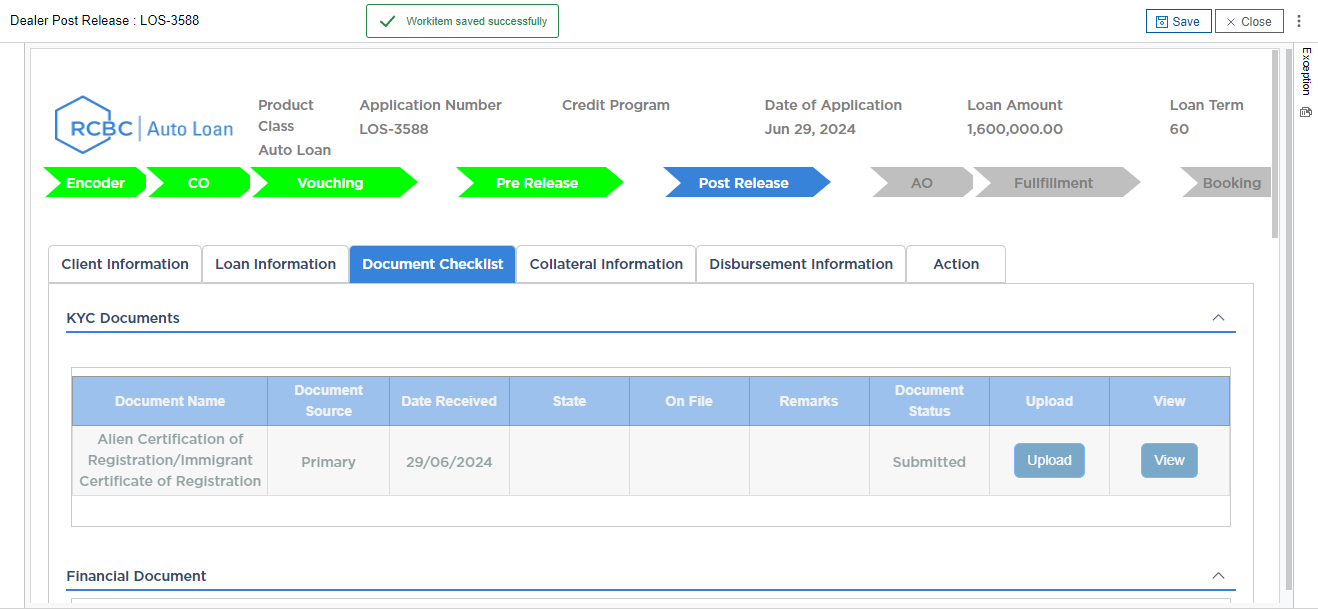 Dealer Post Release : LOS-3588
Workitem saved successfully
Save
Close
Exception
RCBC Auto Loan
Product
Class
Auto Loan
Application Number
LOS-3588
Credit Program
Date of Application
Jun 29, 2024
Loan Amount
1,600,000.00
Loan Term
60
Encoder
CO
Vouching
Pre Release
Post Release
AO
Fullfillment
Booking
Client Information
Loan Information
Document Checklist
Collateral Information
Disbursement Information
Action
KYC Documents
Document Name
Document
Source
Date Received
State
On File
Remarks
Document
Status
Upload
View
Alien Certification of
Registration/Immigrant
Certificate of Registration
Primary
29/06/2024
Submitted
Upload
View
Financial Document